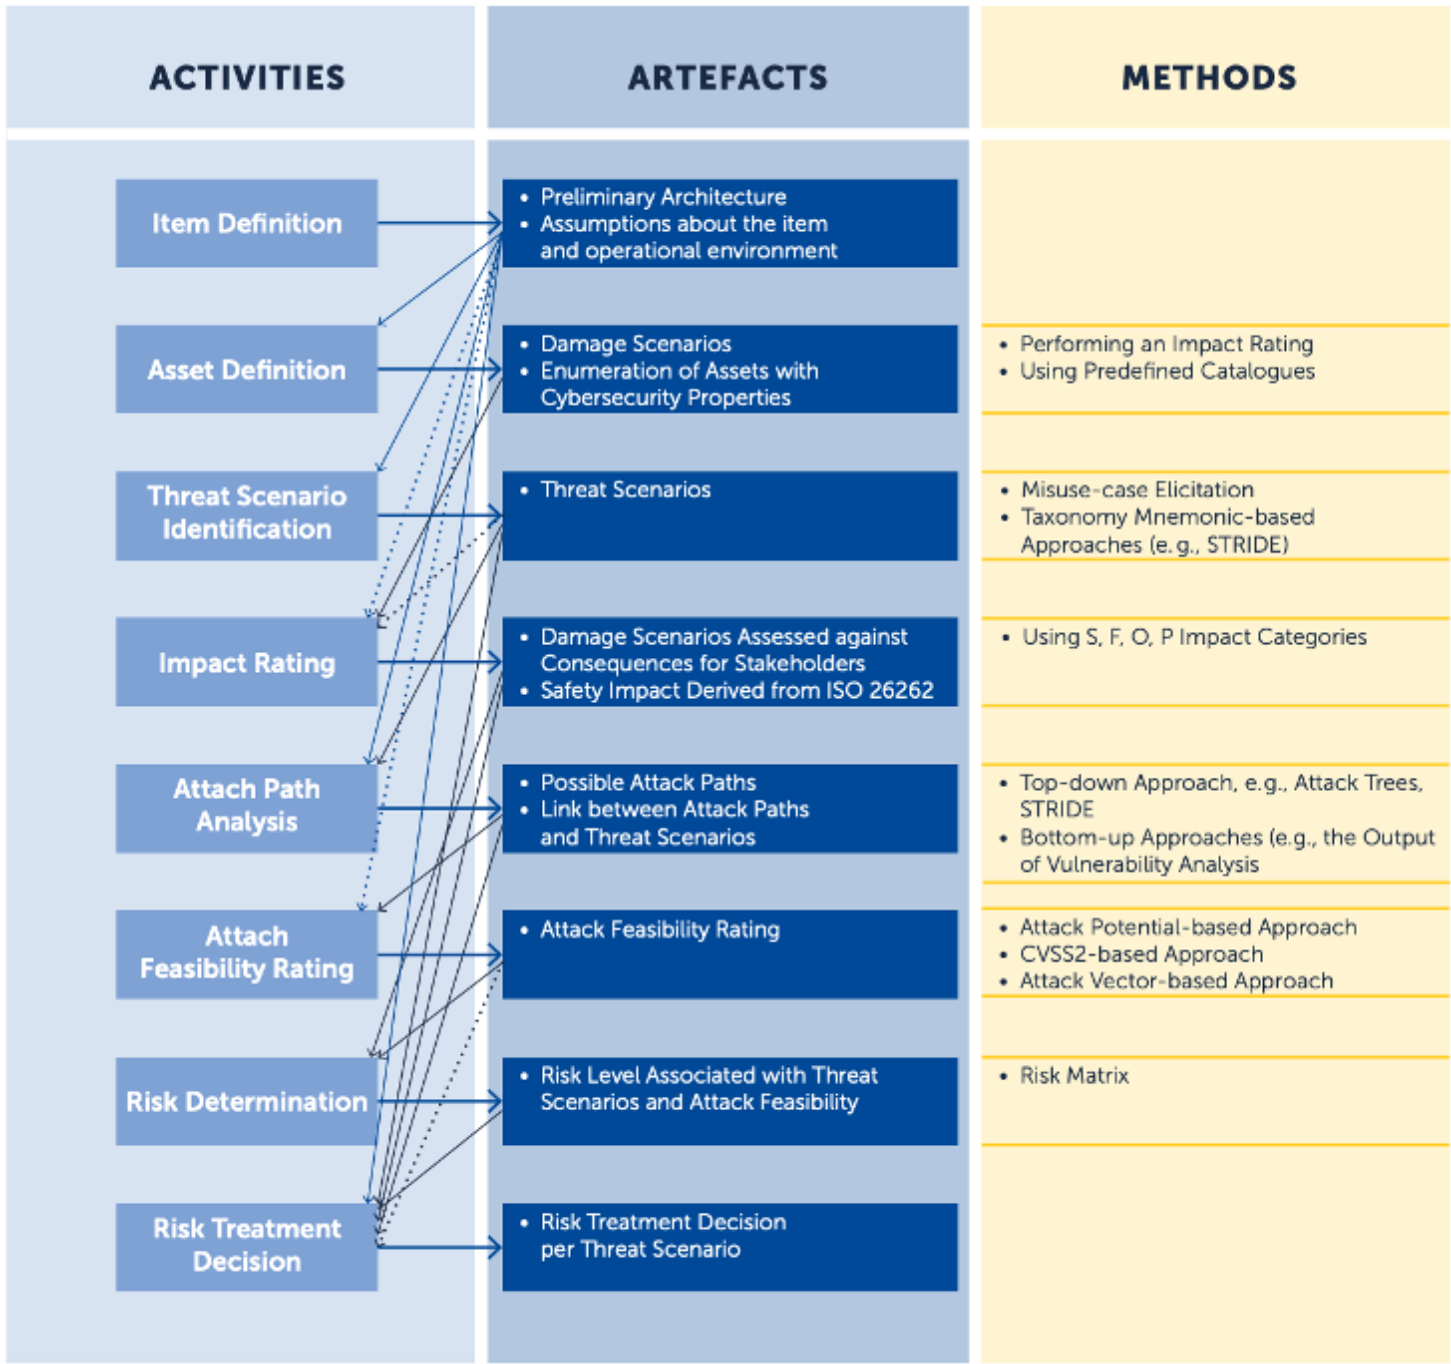 ACTIVITIES
ARTEFACTS
METHODS
Item Definition
• Preliminary Architecture
• Assumptions about the item
and operational environment
Asset Definition
• Damage Scenarios
• Enumeration of Assets with
Cybersecurity Properties
• Performing an Impact Rating
• Using Predefined Catalogues
Threat Scenario
Identification
• Threat Scenarios
• Misuse-case Elicitation
• Taxonomy Mnemonic-based
Approaches (e.g., STRIDE)
Impact Rating
• Damage Scenarios Assessed against
Consequences for Stakeholders
• Safety Impact Derived from ISO 26262
• Using S, F, O, P Impact Categories
Attach Path
Analysis
• Possible Attack Paths
• Link between Attack Paths
and Threat Scenarios
• Top-down Approach, e.g., Attack Trees,
STRIDE
• Bottom-up Approaches (e.g., the Output
of Vulnerability Analysis
Attach
Feasibility Rating
• Attack Feasibility Rating
• Attack Potential-based Approach
• CVSS2-based Approach
• Attack Vector-based Approach
Risk Determination
• Risk Level Associated with Threat
Scenarios and Attack Feasibility
• Risk Matrix
Risk Treatment
Decision
• Risk Treatment Decision
per Threat Scenario